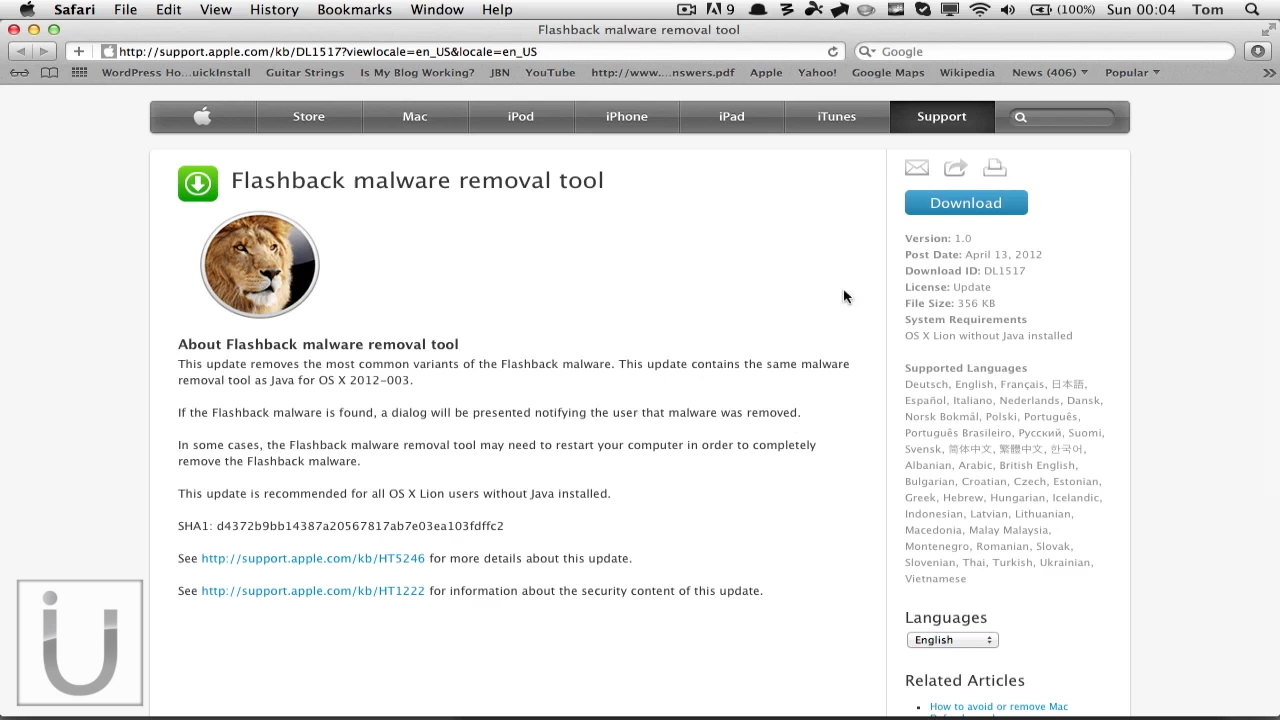 Safari File Edit View History Bookmarks Window Help 9 (100%) Sun 00:04 Tom
Flashback malware removal tool
http://support.apple.com/kb/DL1517?viewlocale=en_US&locale=en_US Google
WordPress Ho...uickInstall Guitar Strings Is My Blog Working? JBN YouTube http://www....nswers.pdf Apple Yahoo! Google Maps Wikipedia News (406) Popular
Store Mac iPod iPhone iPad iTunes Support
Flashback malware removal tool
About Flashback malware removal tool
This update removes the most common variants of the Flashback malware. This update contains the same malware
removal tool as Java for OS X 2012-003.
If the Flashback malware is found, a dialog will be presented notifying the user that malware was removed.
In some cases, the Flashback malware removal tool may need to restart your computer in order to completely
remove the Flashback malware.
This update is recommended for all OS X Lion users without Java installed.
SHA1: d4372b9bb14387a20567817ab7e03ea103fdffc2
See http://support.apple.com/kb/HT5246 for more details about this update.
See http://support.apple.com/kb/HT1222 for information about the security content of this update.
Download
Version: 1.0
Post Date: April 13, 2012
Download ID: DL1517
License: Update
File Size: 356 KB
System Requirements
OS X Lion without Java installed
Supported Languages
Deutsch, English, Français, 日本語,
Español, Italiano, Nederlands, Dansk,
Norsk Bokmål, Polski, Português,
Português Brasileiro, Русский, Suomi,
Svensk, 简体中文, 繁體中文, 한국어,
Albanian, Arabic, British English,
Bulgarian, Croatian, Czech, Estonian,
Greek, Hebrew, Hungarian, Icelandic,
Indonesian, Latvian, Lithuanian,
Macedonia, Malay Malaysia,
Montenegro, Romanian, Slovak,
Slovenian, Thai, Turkish, Ukrainian,
Vietnamese
Languages
English
Related Articles
How to avoid or remove Mac
iU